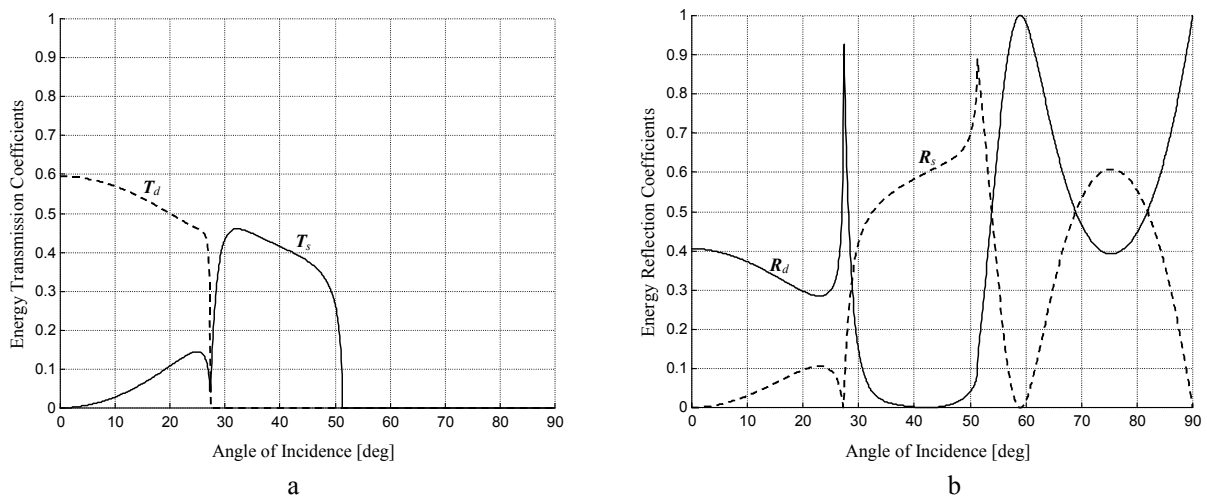 1
0.9
0.8
0.7
0.6
0.5
0.4
0.3
0.2
0.1
0
Energy Transmission Coefficients
T_d
T_s
0 10 20 30 40 50 60 70 80 90
Angle of Incidence [deg]
a
1
0.9
0.8
0.7
0.6
0.5
0.4
0.3
0.2
0.1
0
Energy Reflection Coefficients
R_s
R_d
0 10 20 30 40 50 60 70 80 90
Angle of Incidence [deg]
b